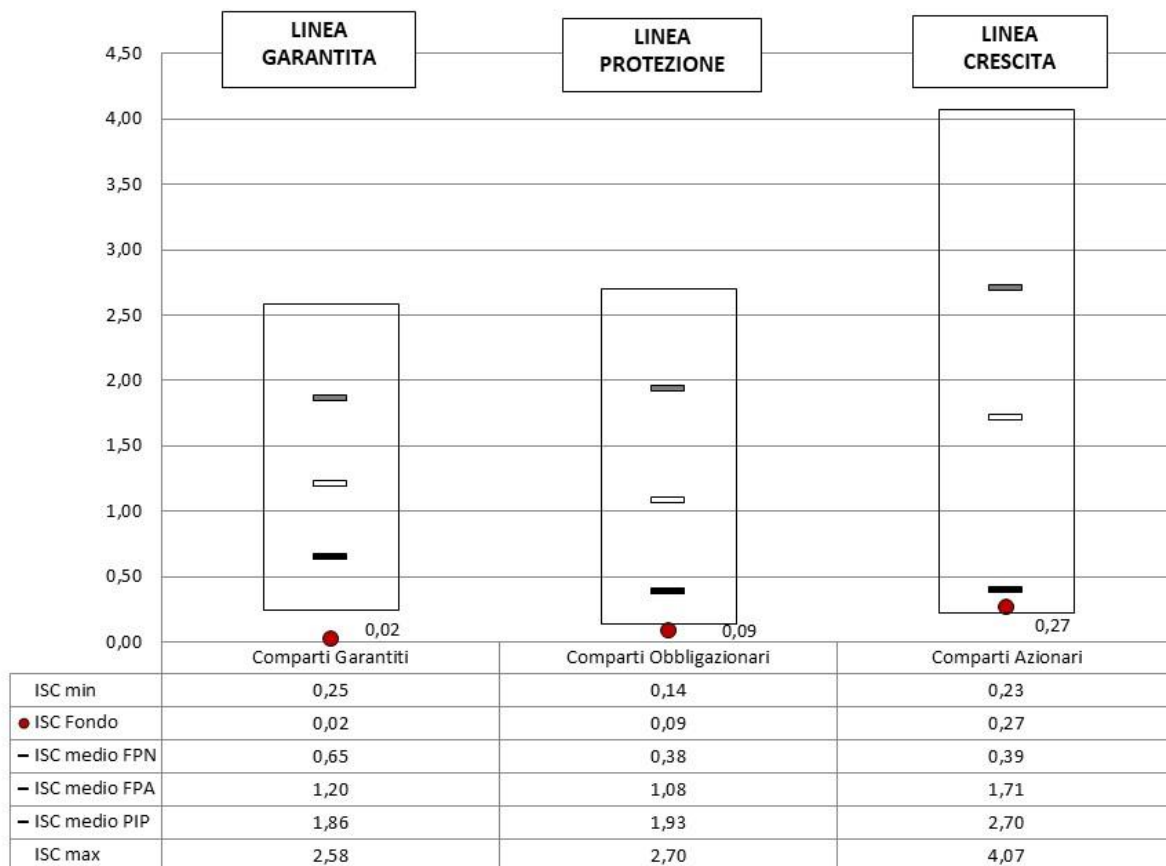 LINEA
GARANTITA
LINEA
PROTEZIONE
LINEA
CRESCITA
4,50
4,00
3,50
3,00
2,50
2,00
1,50
1,00
0,50
0,00
0,02
0,09
0,27
Comparti Garantiti Comparti Obbligazionari Comparti Azionari
ISC min 0,25 0,14 0,23
ISC Fondo 0,02 0,09 0,27
ISC medio FPN 0,65 0,38 0,39
ISC medio FPA 1,20 1,08 1,71
ISC medio PIP 1,86 1,93 2,70
ISC max 2,58 2,70 4,07